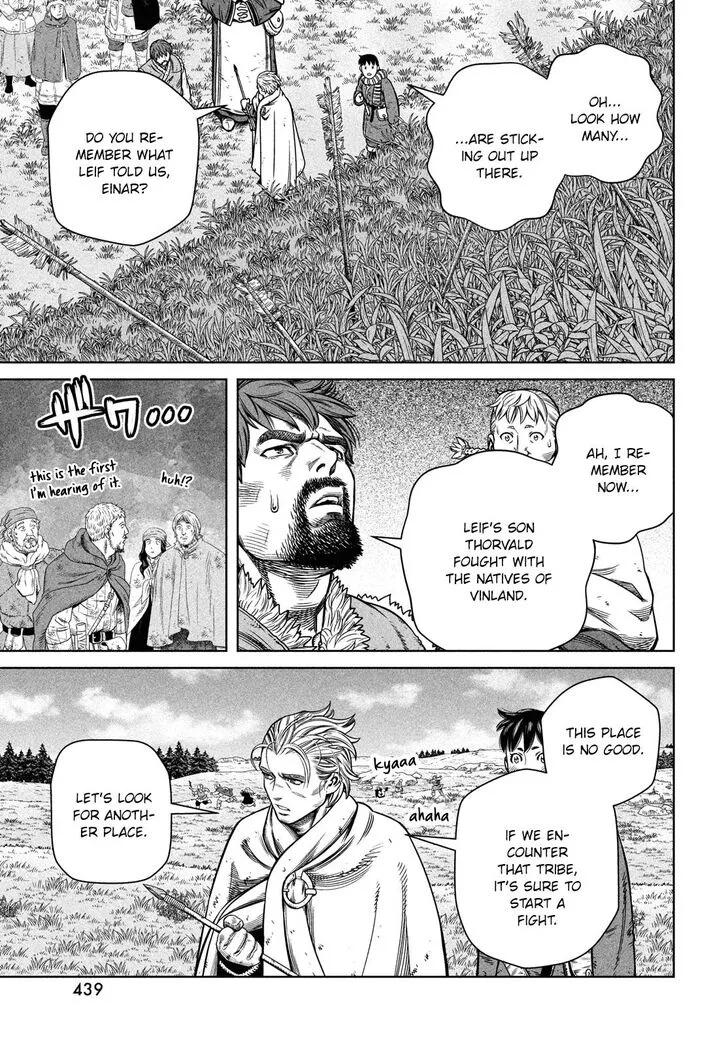 OH...
LOOK HOW
MANY...
...ARE STICK-
ING OUT UP
THERE.
DO YOU RE-
MEMBER WHAT
LEIF TOLD US,
EINAR?
AH, I RE-
MEMBER
NOW...
LEIF'S SON
THORVALD
FOUGHT WITH
THE NATIVES OF
VINLAND.
ザワ...
huh!?
this is the first
I'm hearing of it.
THIS PLACE
IS NO GOOD.
IF WE EN-
COUNTER
THAT TRIBE,
IT'S SURE TO
START A
FIGHT.
kyaaa
ahaha
LET'S LOOK
FOR ANOTH-
ER PLACE.
439